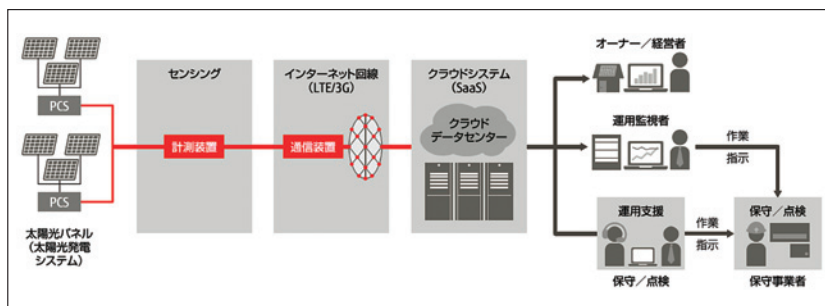 PCS
PCS
太陽光パネル
(太陽光発電
システム)
センシング
計測装置
インターネット回線
(LTE/3G)
通信装置
クラウドシステム
(SaaS)
クラウド
データセンター
オーナー/経営者
運用監視者
作業
指示
運用支援
保守/点検
作業
指示
保守/点検
保守事業者